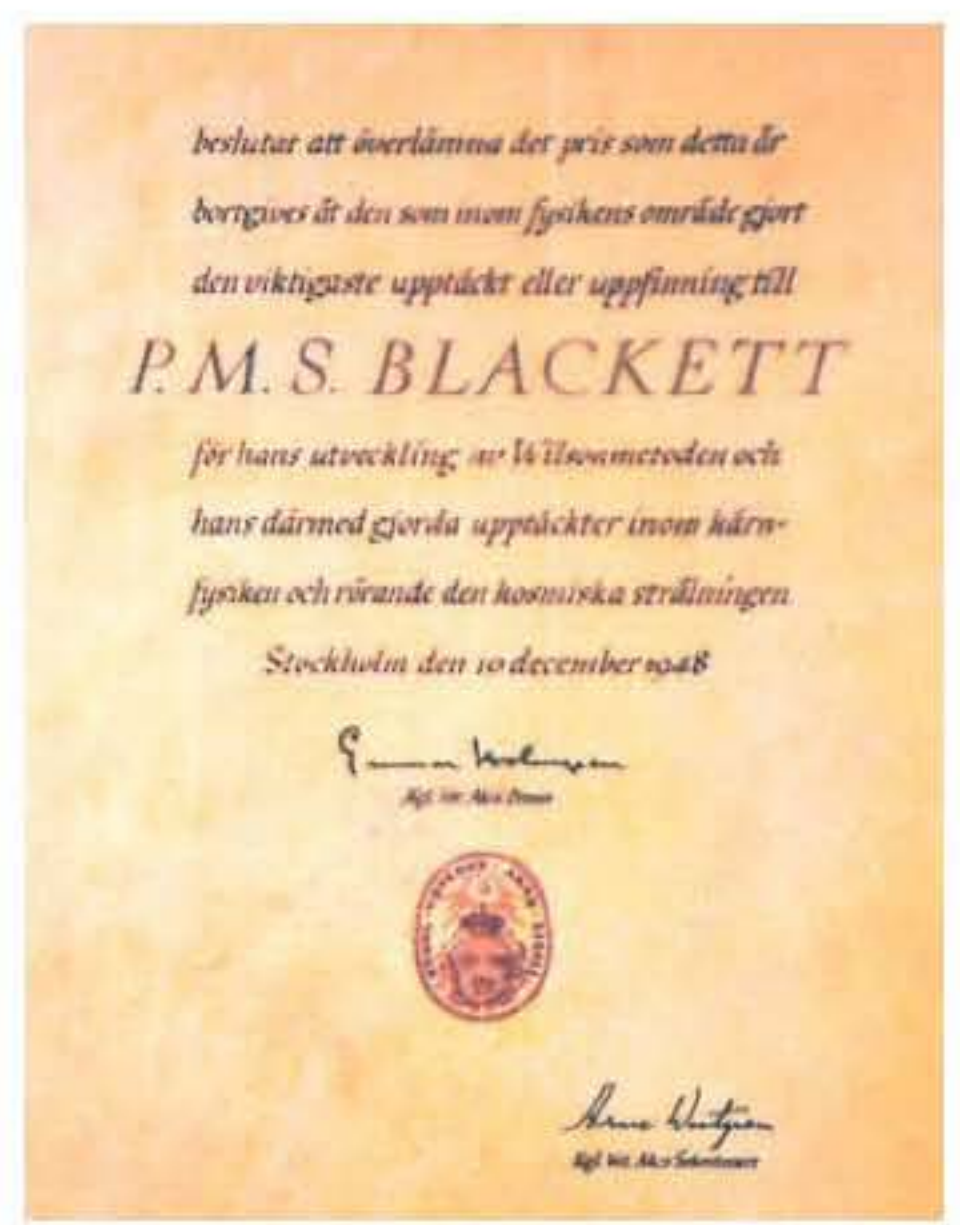 beslutat att överlämna det pris som detta år
bortgives åt den som inom fysikens område gjort
den viktigaste upptäckt eller uppfinning till
P. M. S. BLACKETT
för hans utveckling av Wilsonmetoden och
hans därmed gjorda upptäckter inom kärn-
fysiken och rörande den kosmiska strålningen
Stockholm den 10 december 1948
Arne Westgren